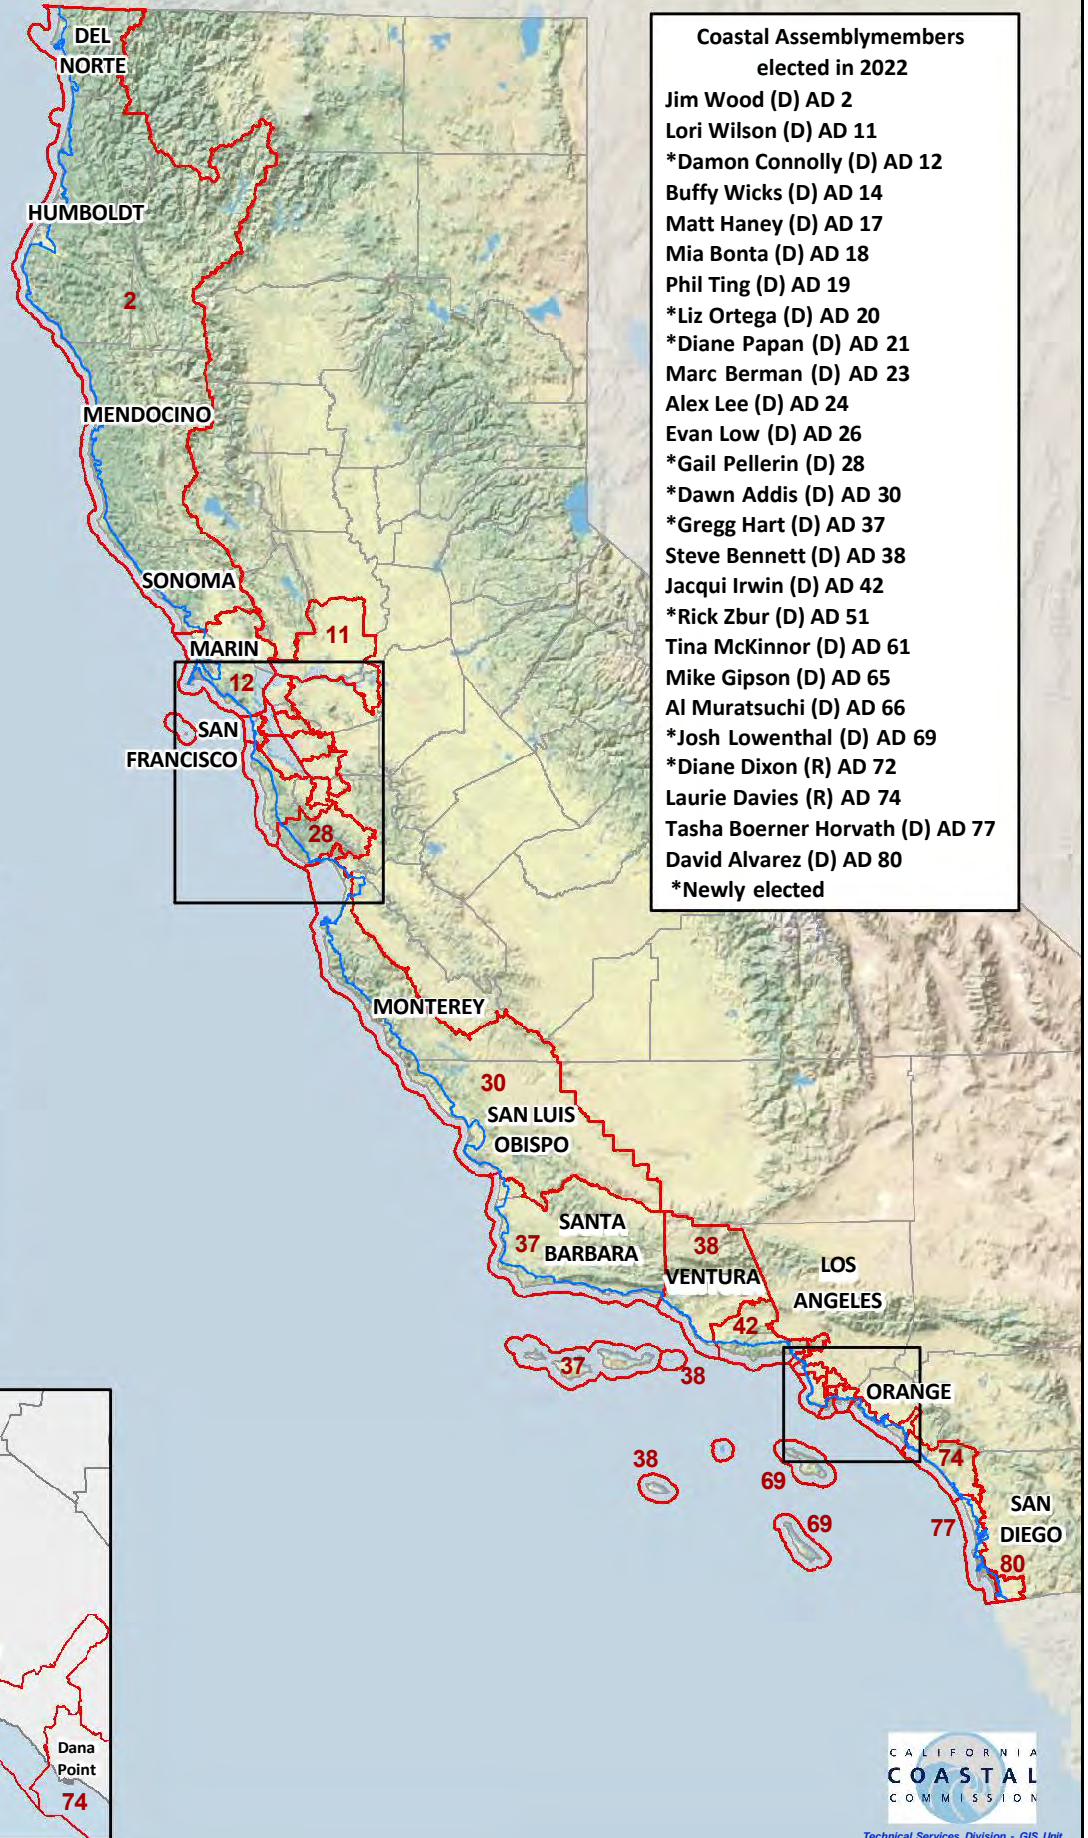 Coastal Assemblymembers
elected in 2022
Jim Wood (D) AD 2
Lori Wilson (D) AD 11
*Damon Connolly (D) AD 12
Buffy Wicks (D) AD 14
Matt Haney (D) AD 17
Mia Bonta (D) AD 18
Phil Ting (D) AD 19
*Liz Ortega (D) AD 20
*Diane Papan (D) AD 21
Marc Berman (D) AD 23
Alex Lee (D) AD 24
Evan Low (D) AD 26
*Gail Pellerin (D) 28
*Dawn Addis (D) AD 30
*Gregg Hart (D) AD 37
Steve Bennett (D) AD 38
Jacqui Irwin (D) AD 42
*Rick Zbur (D) AD 51
Tina McKinnor (D) AD 61
Mike Gipson (D) AD 65
Al Muratsuchi (D) AD 66
*Josh Lowenthal (D) AD 69
*Diane Dixon (R) AD 72
Laurie Davies (R) AD 74
Tasha Boerner Horvath (D) AD 77
David Alvarez (D) AD 80
*Newly elected
DEL
NORTE
HUMBOLDT
2
MENDOCINO
SONOMA
11
MARIN
12
SAN
FRANCISCO
28
MONTEREY
30
SAN LUIS
OBISPO
SANTA
BARBARA
37
38
VENTURA
LOS
ANGELES
42
37
38
ORANGE
38
69
74
69
77
SAN
DIEGO
80
Dana
Point
74
CALIFORNIA
COASTAL
COMMISSION
Technical Services Division - GIS Unit